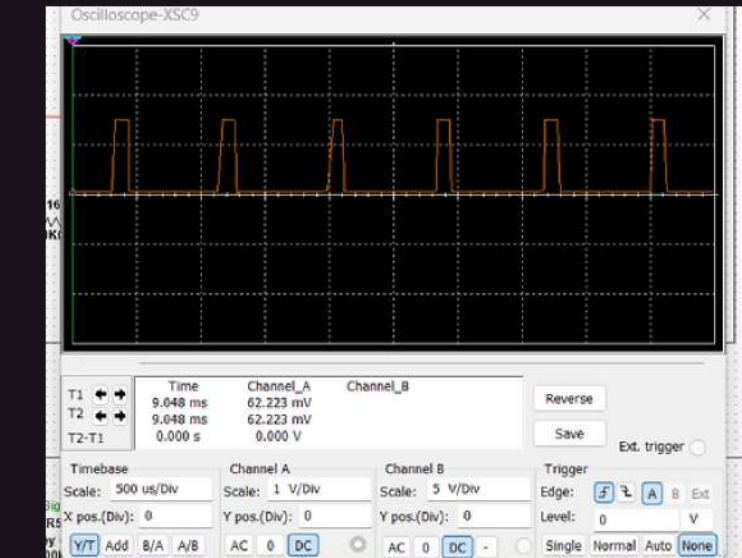 Oscilloscope-XSC9
16
T1
T2
T2-T1
Time Channel_A Channel_B
9.048 ms 62.223 mV
9.048 ms 62.223 mV
0.000 s 0.000 V
Reverse
Save
Ext. trigger
Timebase
Scale: 500 us/Div
X pos.(Div): 0
Y/T Add B/A A/B
Channel A
Scale: 1 V/Div
Y pos.(Div): 0
AC 0 DC
Channel B
Scale: 5 V/Div
Y pos.(Div): 0
AC 0 DC -
Trigger
Edge: A B Ext
Level: 0 V
Single Normal Auto None